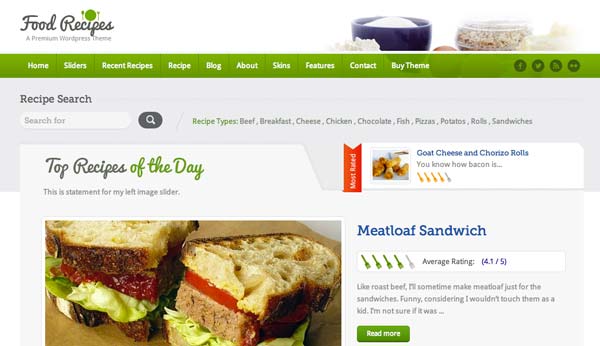 Food Recipes
A Premium Wordpress Theme
Home Sliders Recent Recipes Recipe Blog About Skins Features Contact Buy Theme
Recipe Search
Search for
Recipe Types: Beef , Breakfast , Cheese , Chicken , Chocolate , Fish , Pizzas , Potatos , Rolls , Sandwiches
Top Recipes of the Day
This is statement for my left image slider.
Most Rated
Goat Cheese and Chorizo Rolls
You know how bacon is...
Meatloaf Sandwich
Average Rating: (4.1 / 5)
Like roast beef, I'll sometime make meatloaf just for the
sandwiches. Funny, considering I wouldn't touch them as a
kid. I'm not sure if it was ...
Read more